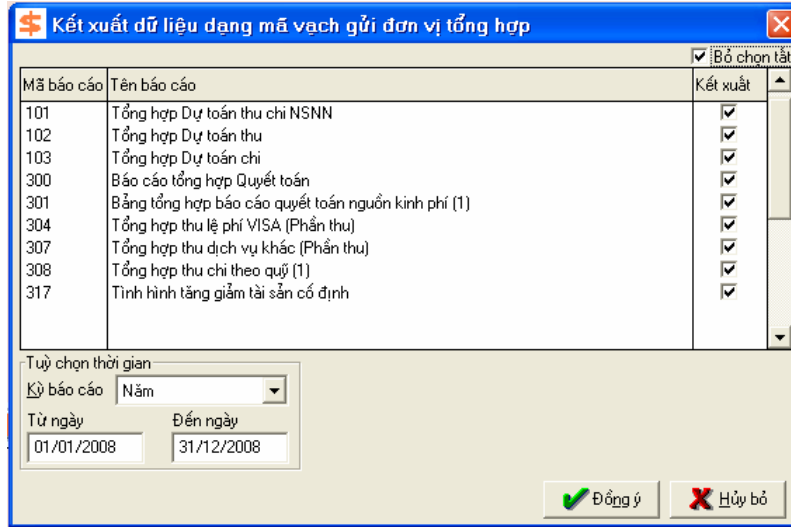 Kết xuất dữ liệu dạng mã vạch gửi đơn vị tổng hợp
Bỏ chọn tất
Mã báo cáo Tên báo cáo Kết xuất
101 Tổng hợp Dự toán thu chi NSNN
102 Tổng hợp Dự toán thu
103 Tổng hợp Dự toán chi
300 Báo cáo tổng hợp Quyết toán
301 Bảng tổng hợp báo cáo quyết toán nguồn kinh phí (1)
304 Tổng hợp thu lệ phí VISA (Phần thu)
307 Tổng hợp thu dịch vụ khác (Phần thu)
308 Tổng hợp thu chi theo quỹ (1)
317 Tình hình tăng giảm tài sản cố định
Tuỳ chọn thời gian
Kỳ báo cáo Năm
Từ ngày Đến ngày
01/01/2008 31/12/2008
Đồng ý Hủy bỏ